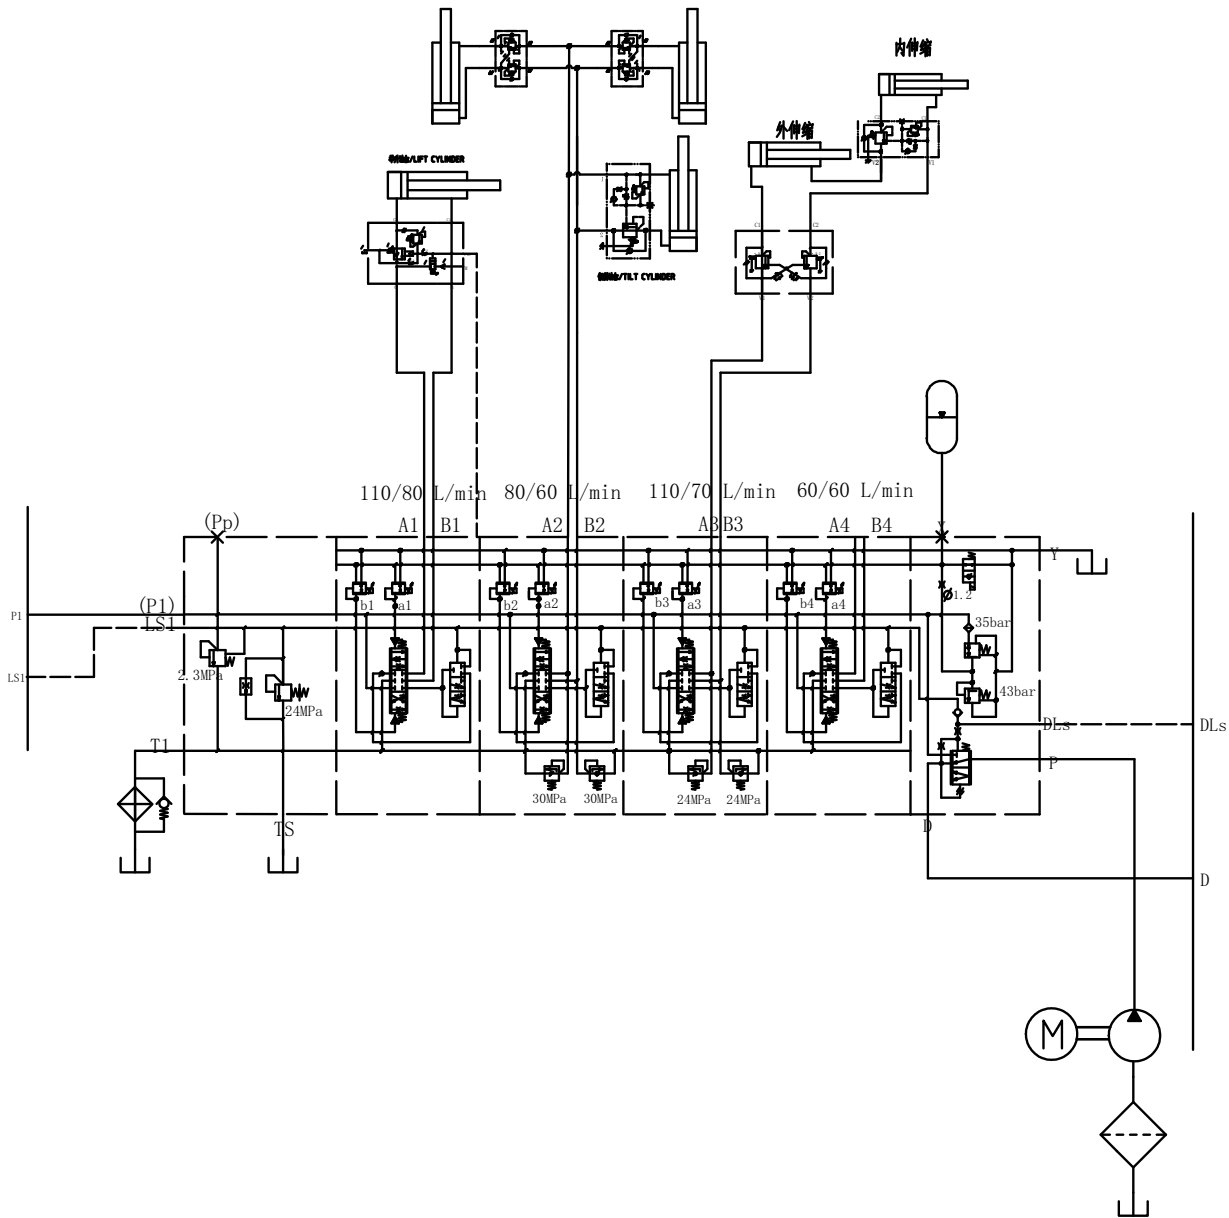 内伸缩
外伸缩
/LIFT CYLINDER
/TILT CYLINDER
110/80 L/min
80/60 L/min
110/70 L/min
60/60 L/min
(Pp)
A1
B1
A2
B2
A3
B3
A4
B4
Y
b1
a1
b2
a2
b3
a3
b4
a4
1.2
P1
(P1)
LS1
35bar
LS1
2.3MPa
24MPa
43bar
DLs
DLs
T1
P
30MPa
30MPa
24MPa
24MPa
TS
D
D
M